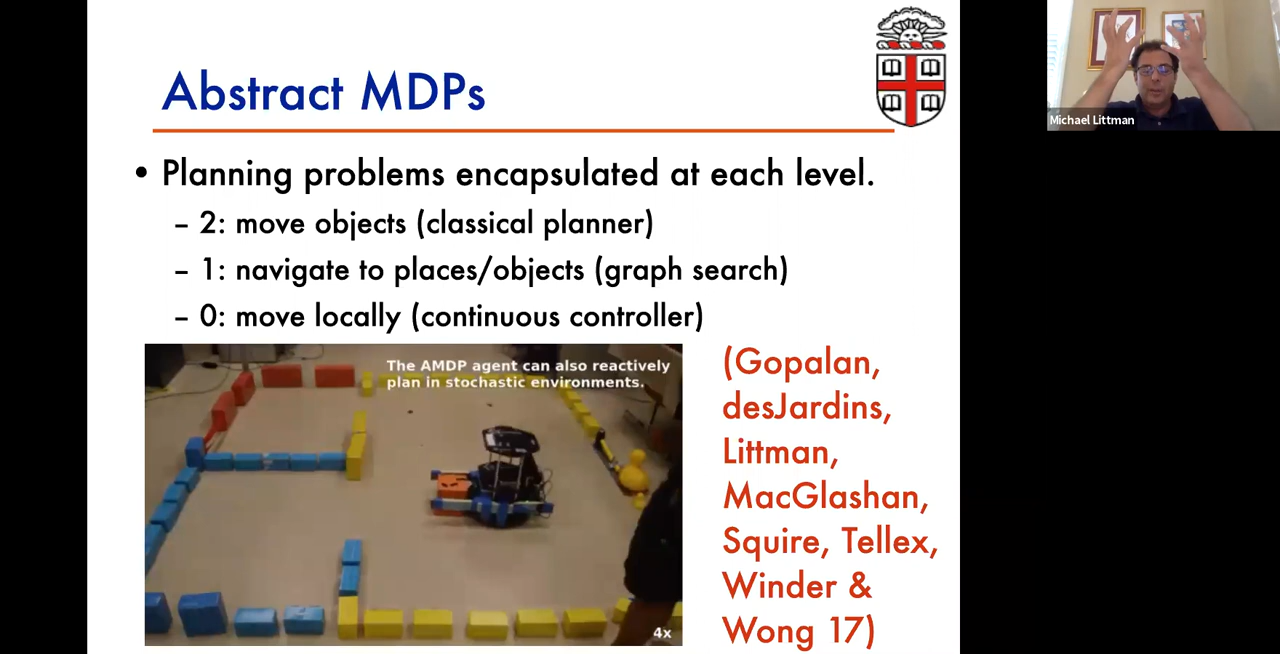 Abstract MDPs
• Planning problems encapsulated at each level.
– 2: move objects (classical planner)
– 1: navigate to places/objects (graph search)
– 0: move locally (continuous controller)
The AMDP agent can also reactively
plan in stochastic environments.
4x
(Gopalan,
desJardins,
Littman,
MacGlashan,
Squire, Tellex,
Winder &
Wong 17)
Michael Littman